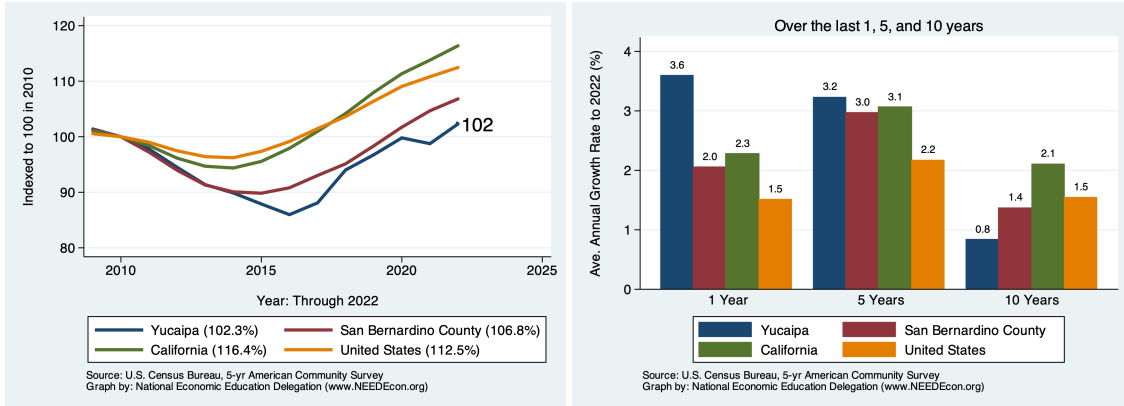 120
110
100
90
80
Indexed to 100 in 2010
102
2010
2015
2020
2025
Year: Through 2022
Yucaipa (102.3%)
San Bernardino County (106.8%)
California (116.4%)
United States (112.5%)
Source: U.S. Census Bureau, 5-yr American Community Survey
Graph by: National Economic Education Delegation (www.NEEDEcon.org)
Over the last 1, 5, and 10 years
Ave. Annual Growth Rate to 2022 (%)
4
3
2
1
0
3.6
2.0
2.3
1.5
3.2
3.0
3.1
2.2
0.8
1.4
2.1
1.5
1 Year
5 Years
10 Years
Yucaipa
San Bernardino County
California
United States
Source: U.S. Census Bureau, 5-yr American Community Survey
Graph by: National Economic Education Delegation (www.NEEDEcon.org)